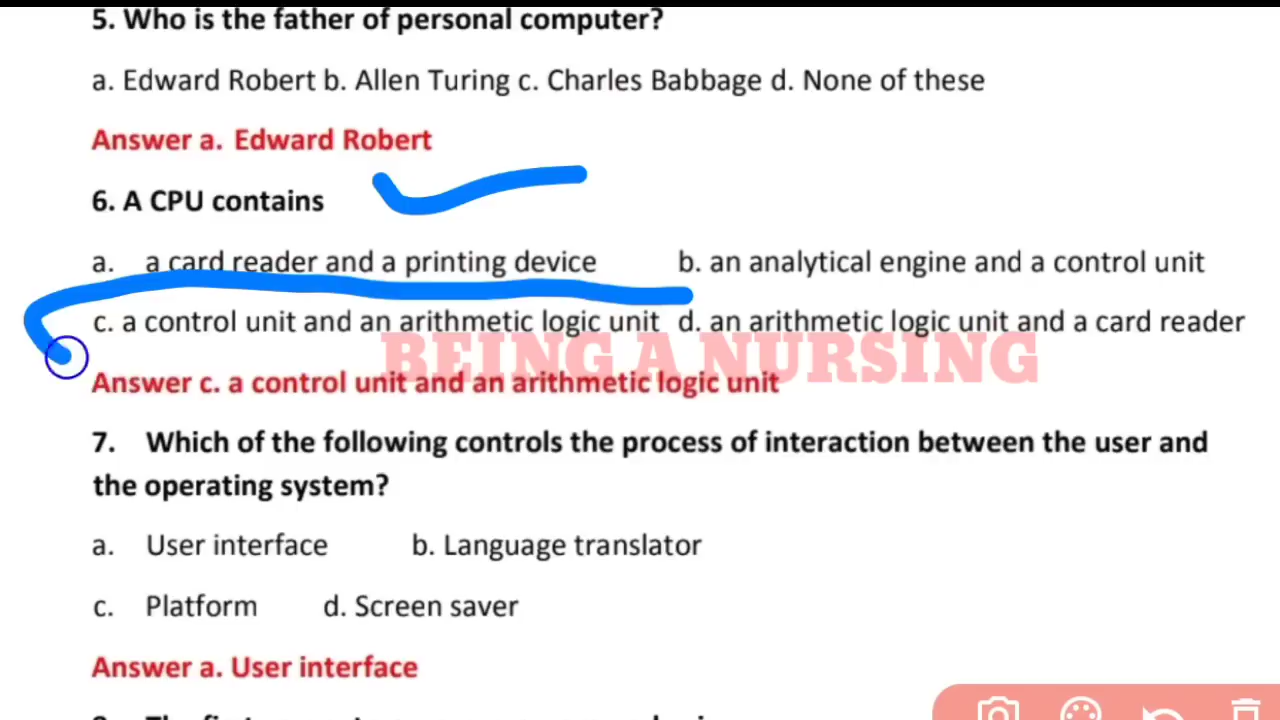 5. Who is the father of personal computer?
a. Edward Robert b. Allen Turing c. Charles Babbage d. None of these
Answer a. Edward Robert
6. A CPU contains
a. a card reader and a printing device b. an analytical engine and a control unit
c. a control unit and an arithmetic logic unit d. an arithmetic logic unit and a card reader
BEING A NURSING
Answer c. a control unit and an arithmetic logic unit
7. Which of the following controls the process of interaction between the user and
the operating system?
a. User interface b. Language translator
c. Platform d. Screen saver
Answer a. User interface